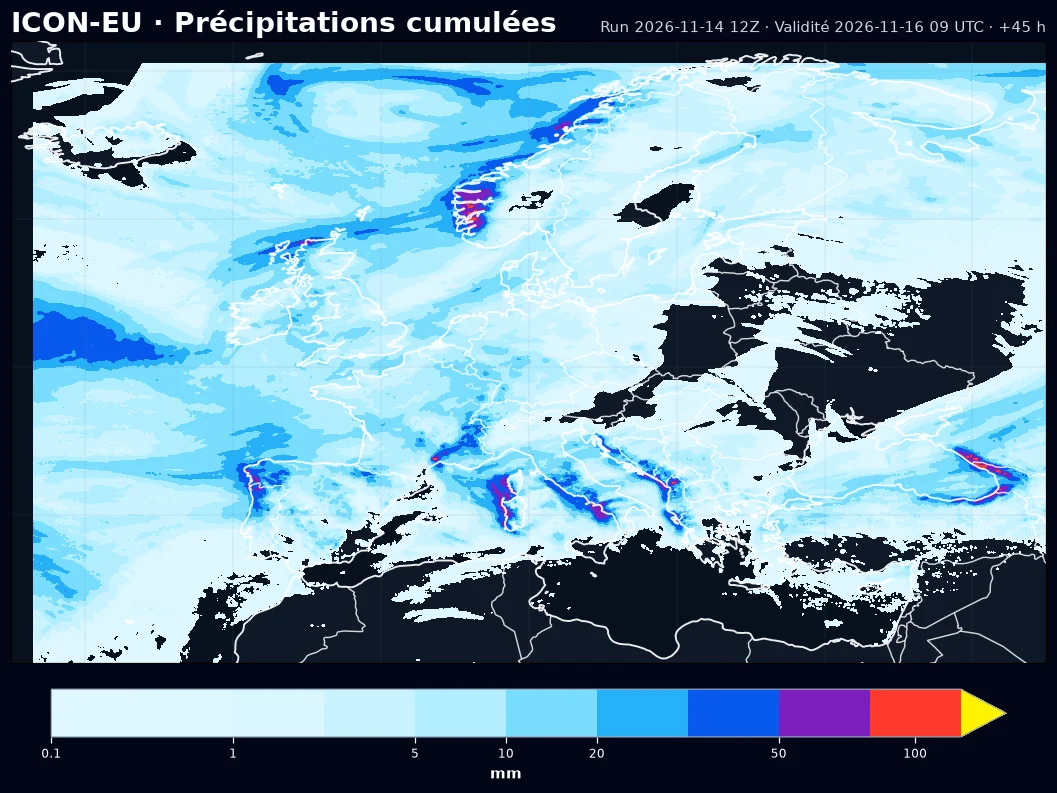 ICON-EU · Précipitations cumulées
Run 2026-11-14 12Z · Validité 2026-11-16 09 UTC · +45 h
0.1 1 5 10 20 50 100
mm